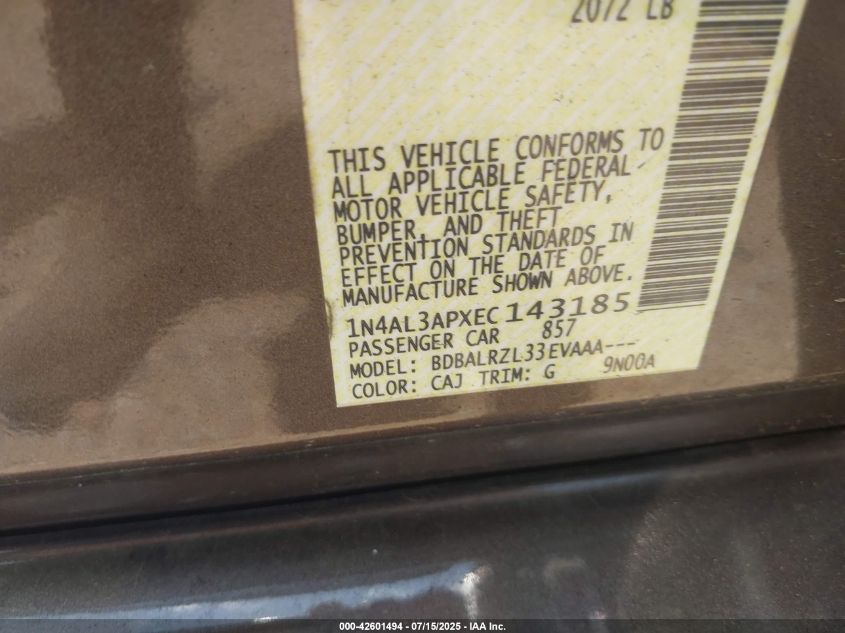 2072 LB
THIS VEHICLE CONFORMS TO
ALL APPLICABLE FEDERAL
MOTOR VEHICLE SAFETY,
BUMPER, AND THEFT
PREVENTION STANDARDS IN
EFFECT ON THE DATE OF
MANUFACTURE SHOWN ABOVE.
1N4AL3APXEC143185
PASSENGER CAR 857
MODEL: BDBALRZL33EVAAA---
COLOR: CAJ TRIM: G 9N00A
000-42601494 - 07/15/2025 - IAA Inc.